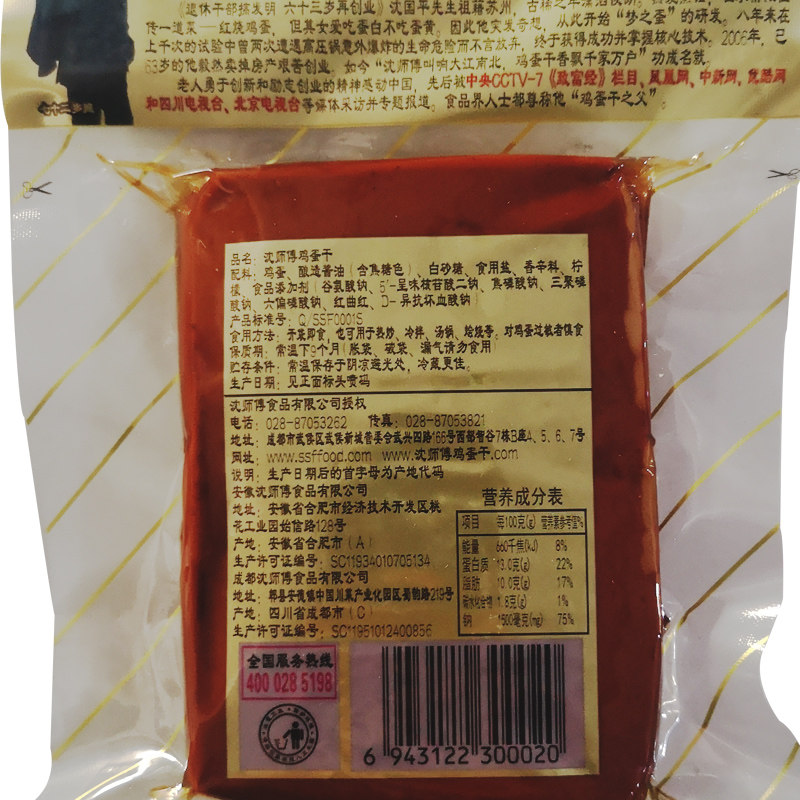 《退休干部搞发明 六十三岁再创业》沈国平先生祖籍苏州,
传一道菜——红烧鸡蛋,但其女爱吃蛋白不吃蛋黄。因此他突发奇想,从此开始“梦之蛋”的研发。八年来在
上千次的试验中曾两次遭遇高压锅意外爆炸的生命危险而不言放弃,终于获得成功并掌握核心技术。2006年,已
63岁的他毅然卖掉房产艰苦创业。如今“沈师傅叫响大江南北,鸡蛋干香飘千家万户”功成名就。
老人勇于创新和励志创业的精神感动中国,先后被中央CCTV-7《致富经》栏目、凤凰网、中新网、优酷网
和四川电视台、北京电视台等媒体采访并专题报道。食品界人士都尊称他“鸡蛋干之父”。
品名:沈师傅鸡蛋干
配料:鸡蛋、酿造酱油(含焦糖色)、白砂糖、食用盐、香辛料、柠
檬、食品添加剂(谷氨酸钠、5'-呈味核苷酸二钠、焦磷酸钠、三聚磷
酸钠、六偏磷酸钠、红曲红、D-异抗坏血酸钠)
产品标准号:Q/SSF0001S
食用方法:开袋即食,也可用于热炒、冷拌、汤锅、烩烧等。对鸡蛋过敏者慎食
保质期:常温下9个月(胀袋、破袋、漏气请勿食用)
贮存条件:常温保存于阴凉避光处,冷藏更佳。
生产日期:见正面标头喷码
沈师傅食品有限公司授权
电话:028-87053262 传真:028-87053821
地址:成都市武侯区武侯新城管委会武兴四路166号西部智谷7栋B座4、5、6、7号
网址:www.ssffood.com www.沈师傅鸡蛋干.com
说明:生产日期后的首字母为产地代码
安徽沈师傅食品有限公司
地址:安徽省合肥市经济技术开发区桃
花工业园始信路128号
产地:安徽省合肥市(A)
生产许可证编号:SC11934010705134
成都沈师傅食品有限公司
地址:郫县安德镇中国川菜产业化园区蜀韵路219号
产地:四川省成都市(C)
生产许可证编号:SC11951012400856
营养成分表
项目 每100克(g) 营养素参考值%
能量 660千焦(kJ) 8%
蛋白质 13.0克(g) 22%
脂肪 10.0克(g) 17%
碳水化合物 1.8克(g) 1%
钠 1500毫克(mg) 75%
全国服务热线
400 028 5198
6 943122 300020